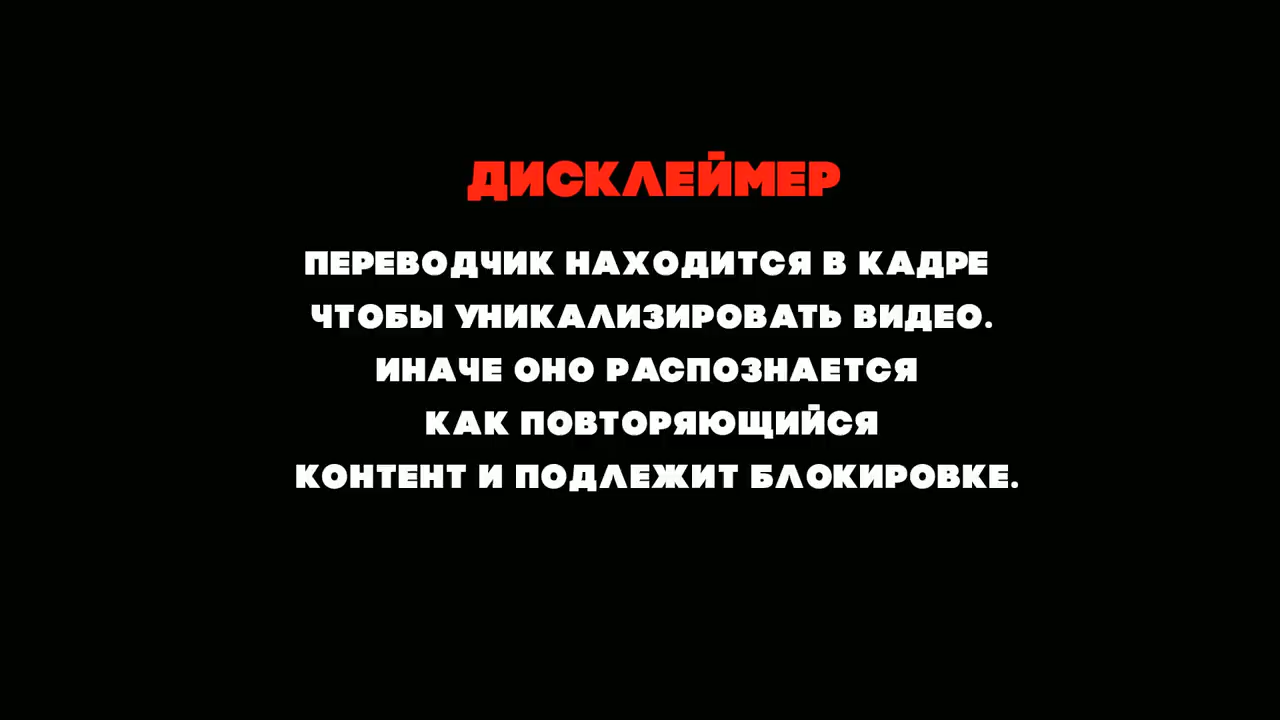 ДИСКЛЕЙМЕР
ПЕРЕВОДЧИК НАХОДИТСЯ В КАДРЕ
ЧТОБЫ УНИКАЛИЗИРОВАТЬ ВИДЕО.
ИНАЧЕ ОНО РАСПОЗНАЕТСЯ
КАК ПОВТОРЯЮЩИЙСЯ
КОНТЕНТ И ПОДЛЕЖИТ БЛОКИРОВКЕ.